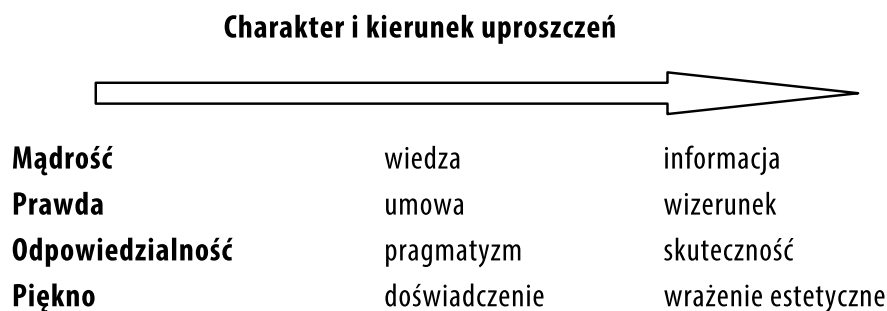 Charakter i kierunek uproszczeń
Mądrość wiedza informacja
Prawda umowa wizerunek
Odpowiedzialność pragmatyzm skuteczność
Piękno doświadczenie wrażenie estetyczne